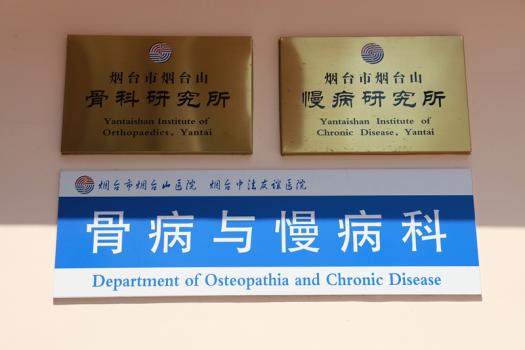 烟台市烟台山
骨科研究所
Yantaishan Institute of
Orthopaedics, Yantai
烟台市烟台山
慢病研究所
Yantaishan Institute of
Chronic Disease, Yantai
烟台市烟台山医院 烟台中法友谊医院
骨病与慢病科
Department of Osteopathia and Chronic Disease